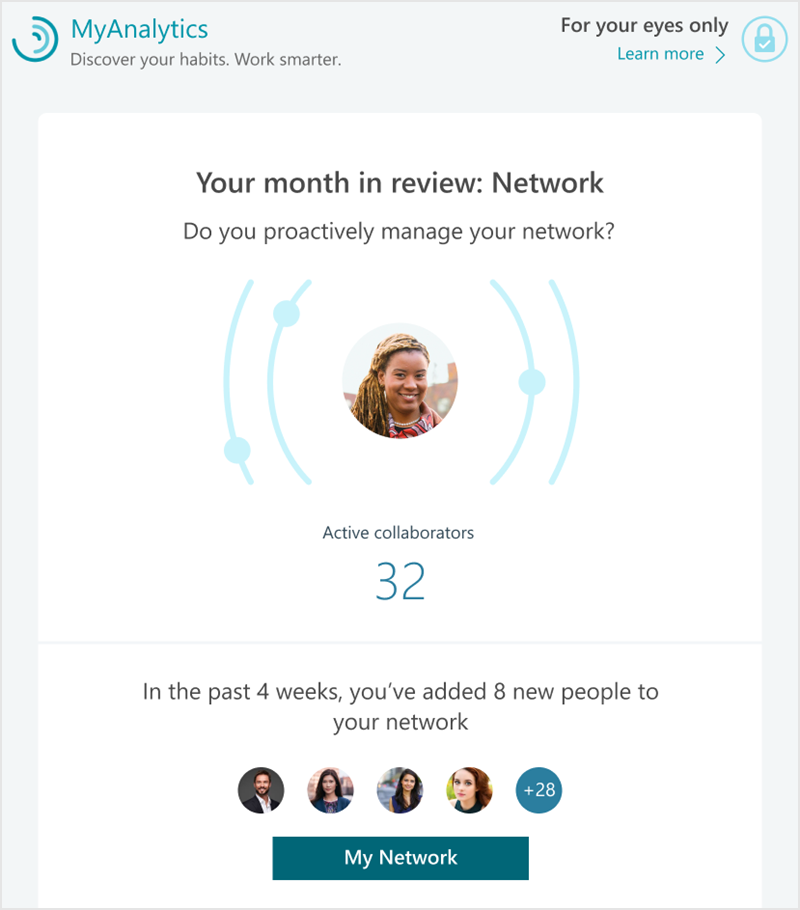 MyAnalytics
Discover your habits. Work smarter.
For your eyes only
Learn more
Your month in review: Network
Do you proactively manage your network?
Active collaborators
32
In the past 4 weeks, you’ve added 8 new people to
your network
+28
My Network